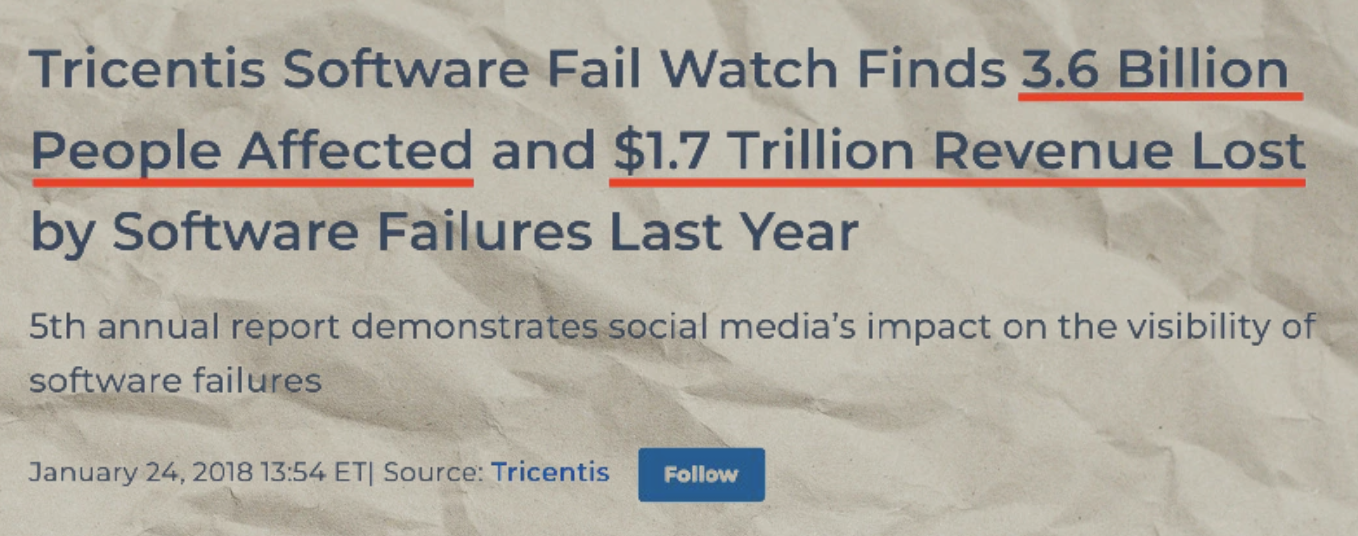 Tricentis Software Fail Watch Finds 3.6 Billion
People Affected and $1.7 Trillion Revenue Lost
by Software Failures Last Year
5th annual report demonstrates social media’s impact on the visibility of
software failures
January 24, 2018 13:54 ET| Source: Tricentis Follow